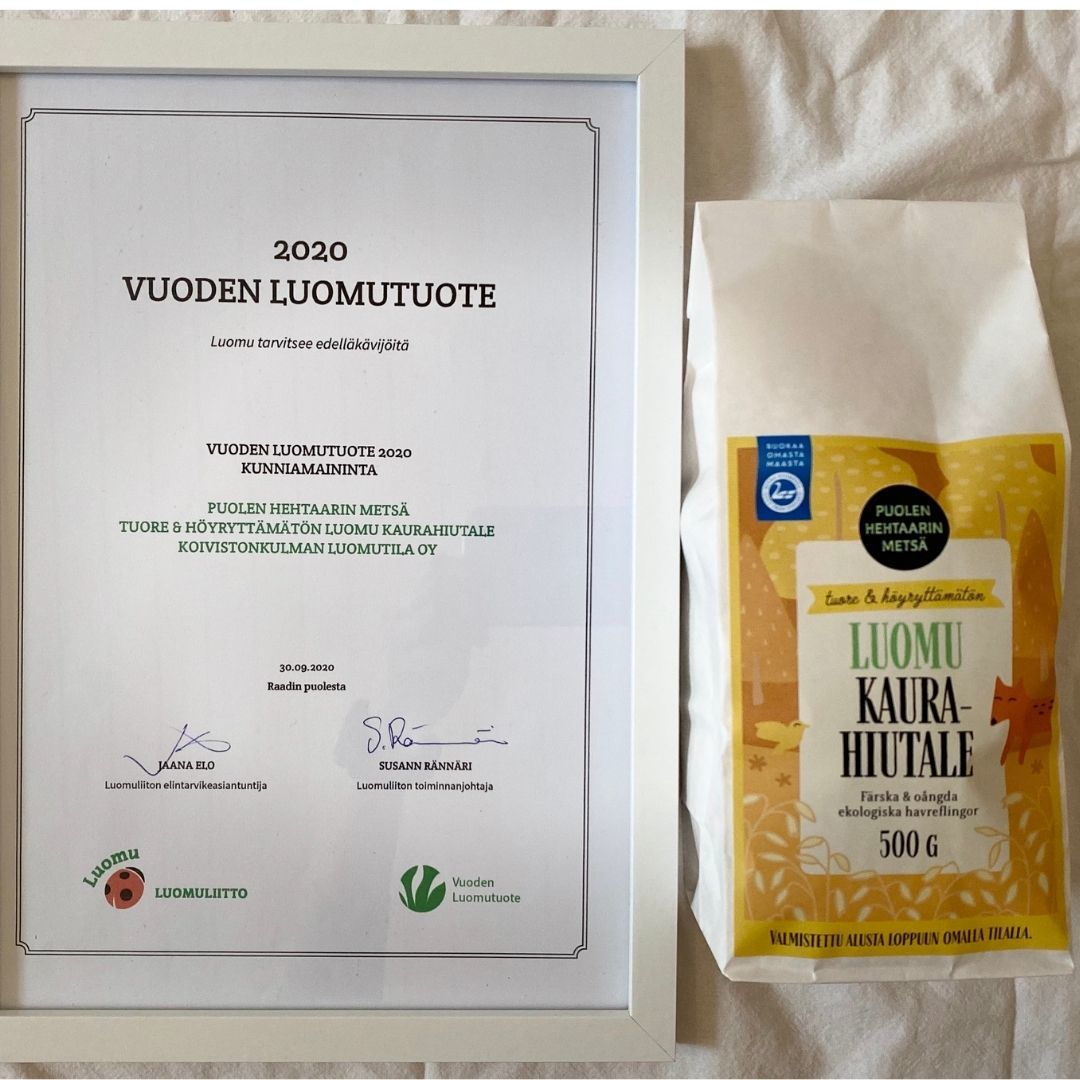 2020
VUODEN LUOMUTUOTE
Luomu tarvitsee edelläkävijöitä
VUODEN LUOMUTUOTE 2020
KUNNIAMAININTA
PUOLEN HEHTAARIN METSÄ
TUORE & HÖYRYTTÄMÄTÖN LUOMU KAURAHIUTALE
KOIVISTONKULMAN LUOMUTILA OY
30.09.2020
Raadin puolesta
S. Rännäri
JAANA ELO
Luomuliiton elintarvikeasiantuntija
SUSANN RÄNNÄRI
Luomuliiton toiminnanjohtaja
Luomu
LUOMULIITTO
Vuoden
Luomutuote
SUORAA
OMASTA
MAASTA
PUOLEN
HEHTAARIN
METSÄ
tuore & höyryttämätön
LUOMU
KAURA-
HIUTALE
Färska & oångda
ekologiska havreflingor
500 G
VALMISTETTU ALUSTA LOPPUUN OMALLA TILALLA.